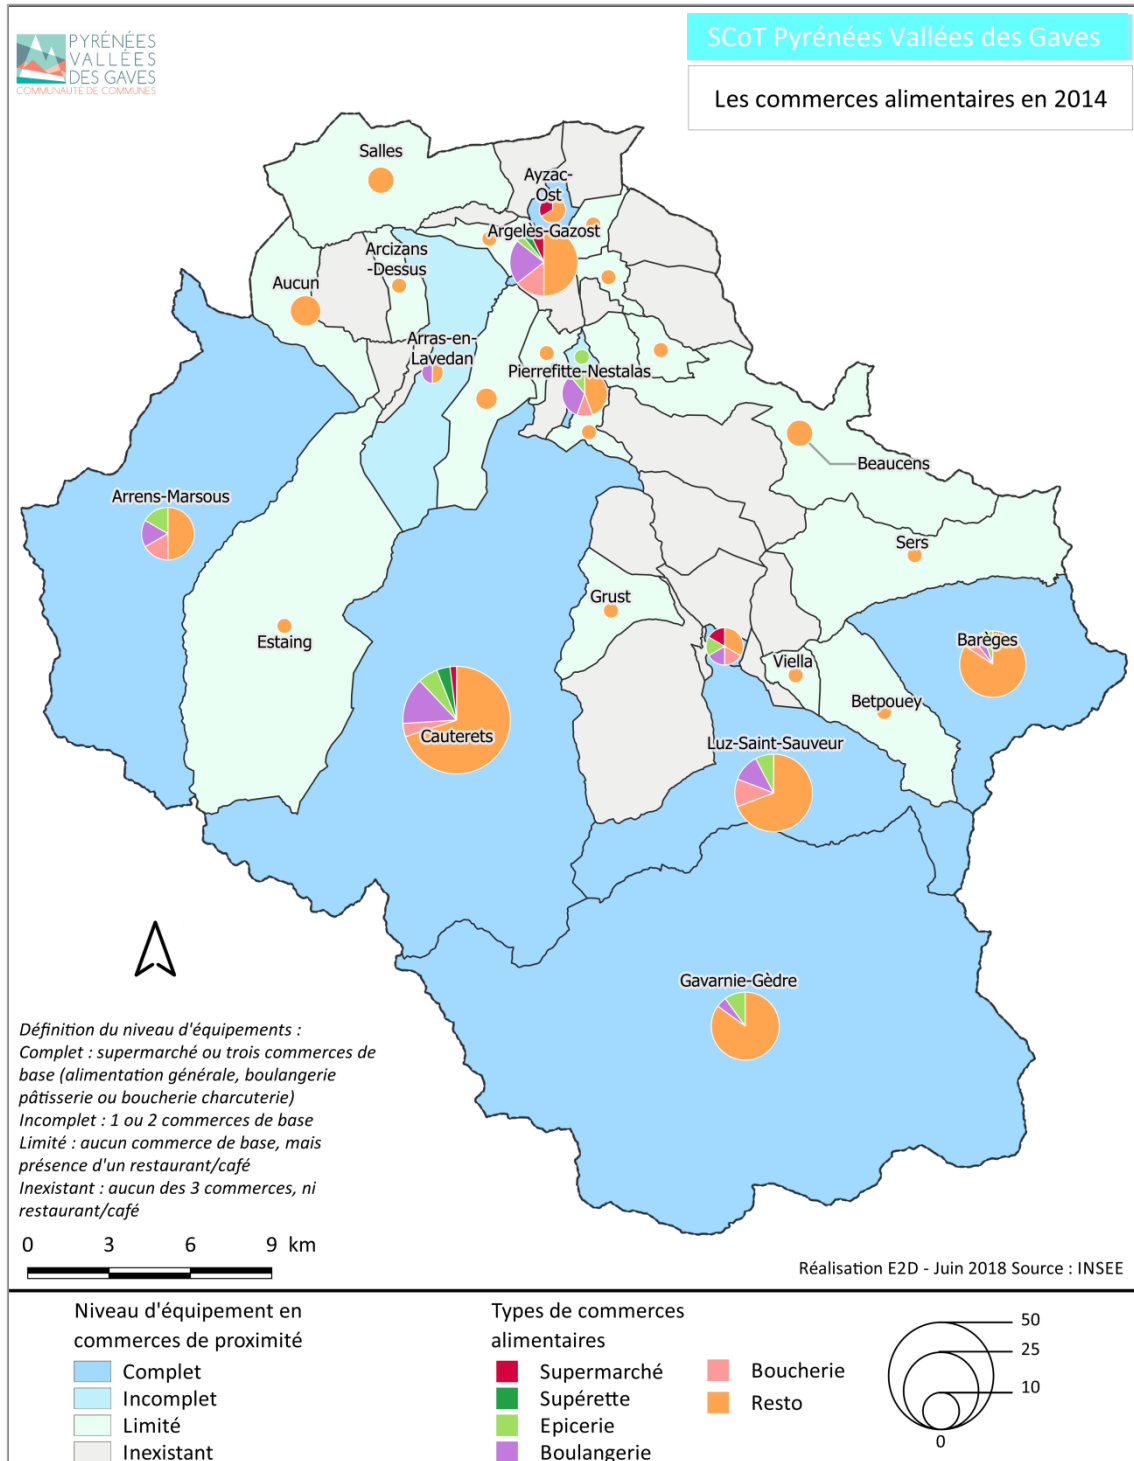 PYRÉNÉES
VALLÉES
DES GAVES
COMMUNAUTÉ DE COMMUNES
SCoT Pyrénées Vallées des Gaves
Les commerces alimentaires en 2014
Salles
Ayzac-
Ost
Argelès-Gazost
Arcizans
-Dessus
Aucun
Arras-en-
Lavedan
Pierrefitte-Nestalas
Beaucens
Arrens-Marsous
Sers
Estaing
Grust
Barèges
Viella
Betpouey
Cauterets
Luz-Saint-Sauveur
Gavarnie-Gèdre
Définition du niveau d'équipements :
Complet : supermarché ou trois commerces de
base (alimentation générale, boulangerie
pâtisserie ou boucherie charcuterie)
Incomplet : 1 ou 2 commerces de base
Limité : aucun commerce de base, mais
présence d'un restaurant/café
Inexistant : aucun des 3 commerces, ni
restaurant/café
0 3 6 9 km
Réalisation E2D - Juin 2018 Source : INSEE
Niveau d'équipement en
commerces de proximité
Complet
Incomplet
Limité
Inexistant
Types de commerces
alimentaires
Supermarché
Supérette
Epicerie
Boulangerie
Boucherie
Resto
50
25
10
0